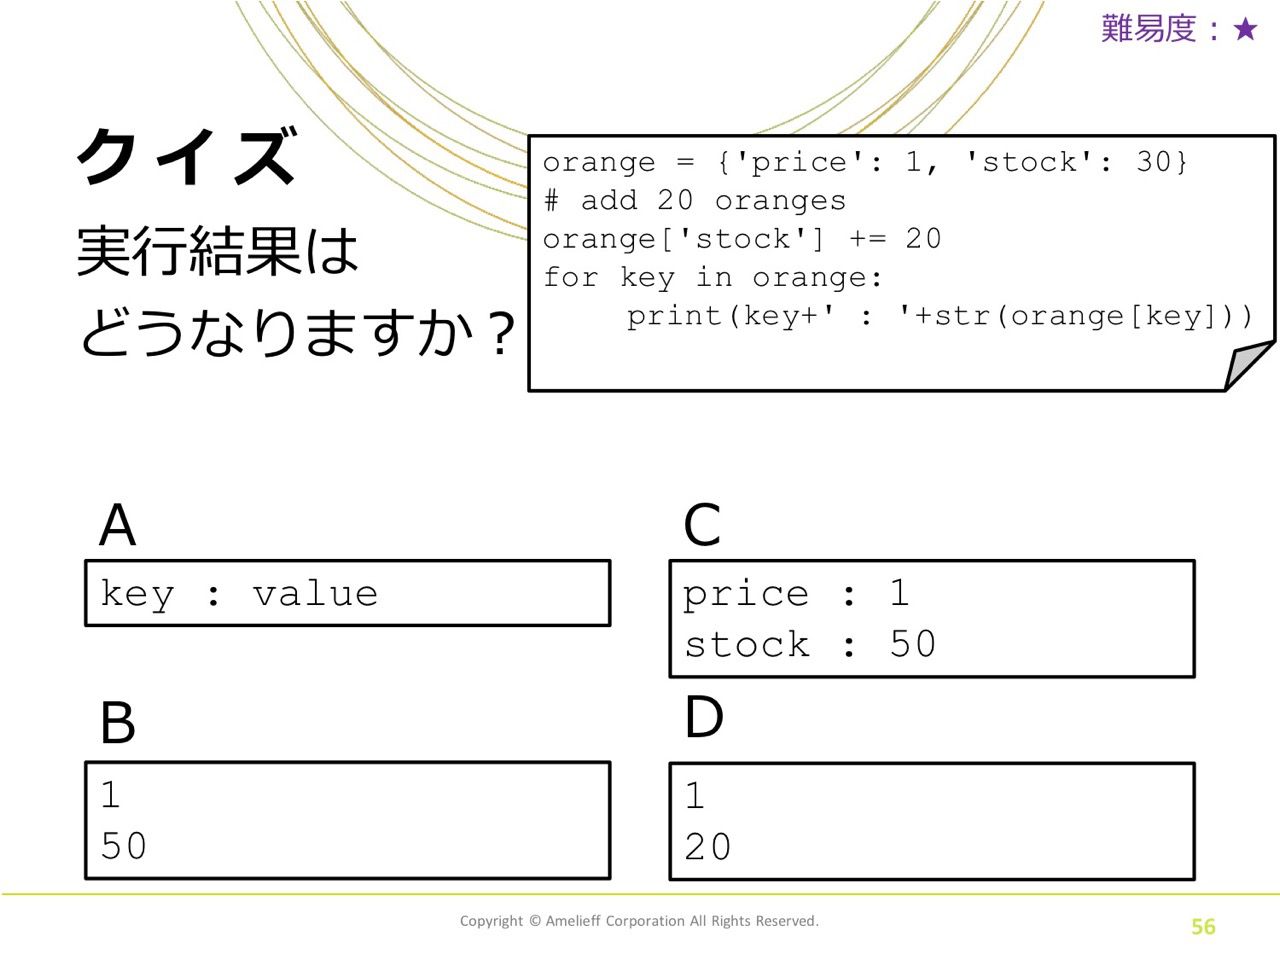 難易度：★
クイズ
実行結果は
どうなりますか？
orange = {'price': 1, 'stock': 30}
# add 20 oranges
orange['stock'] += 20
for key in orange:
    print(key+' : '+str(orange[key]))
A
key : value
B
1
50
C
price : 1
stock : 50
D
1
20
Copyright © Amelieff Corporation All Rights Reserved.
56